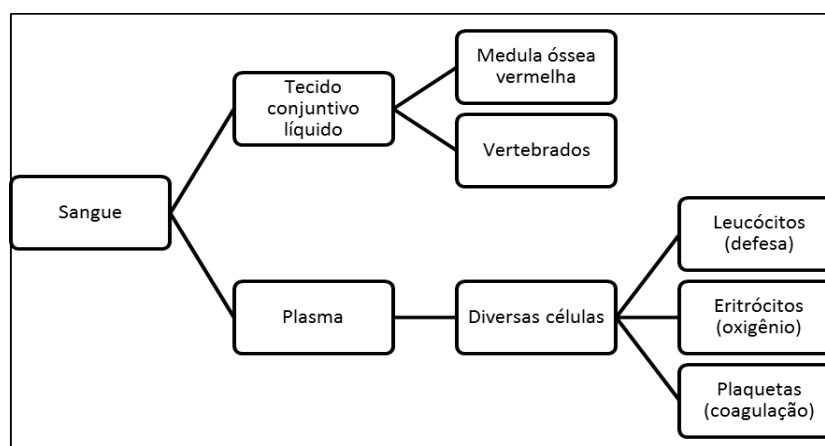 Sangue
Tecido
conjuntivo
líquido
Medula óssea
vermelha
Vertebrados
Plasma
Diversas células
Leucócitos
(defesa)
Eritrócitos
(oxigênio)
Plaquetas
(coagulação)